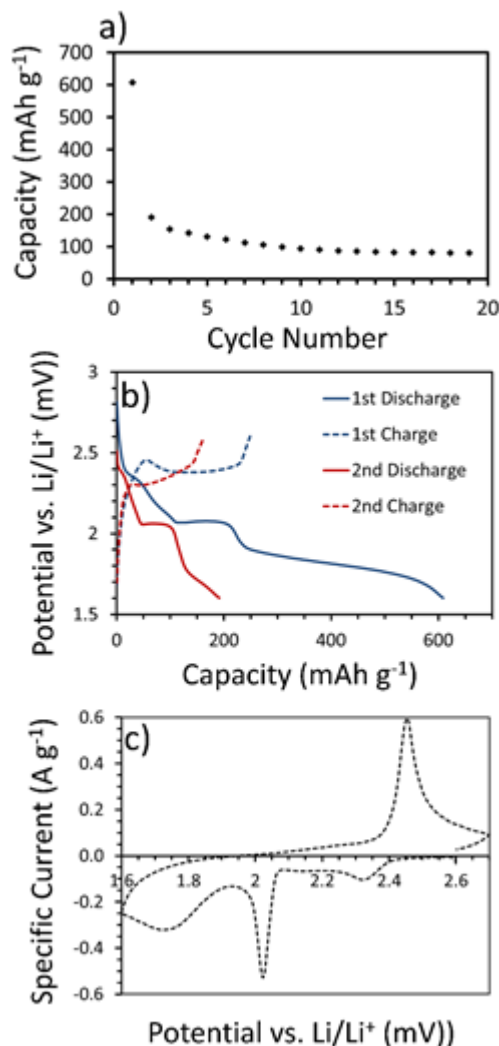 a)
Capacity (mAh g-1)
700
600
500
400
300
200
100
0
0 5 10 15 20
Cycle Number
b)
Potential vs. Li/Li+ (mV))
3
2.5
2
1.5
1st Discharge
1st Charge
2nd Discharge
2nd Charge
0 200 400 600
Capacity (mAh g-1)
c)
Specific Current (A g-1)
0.6
0.4
0.2
0.0
-0.2
-0.4
-0.6
1.6 1.8 2 2.2 2.4 2.6
Potential vs. Li/Li+ (mV))